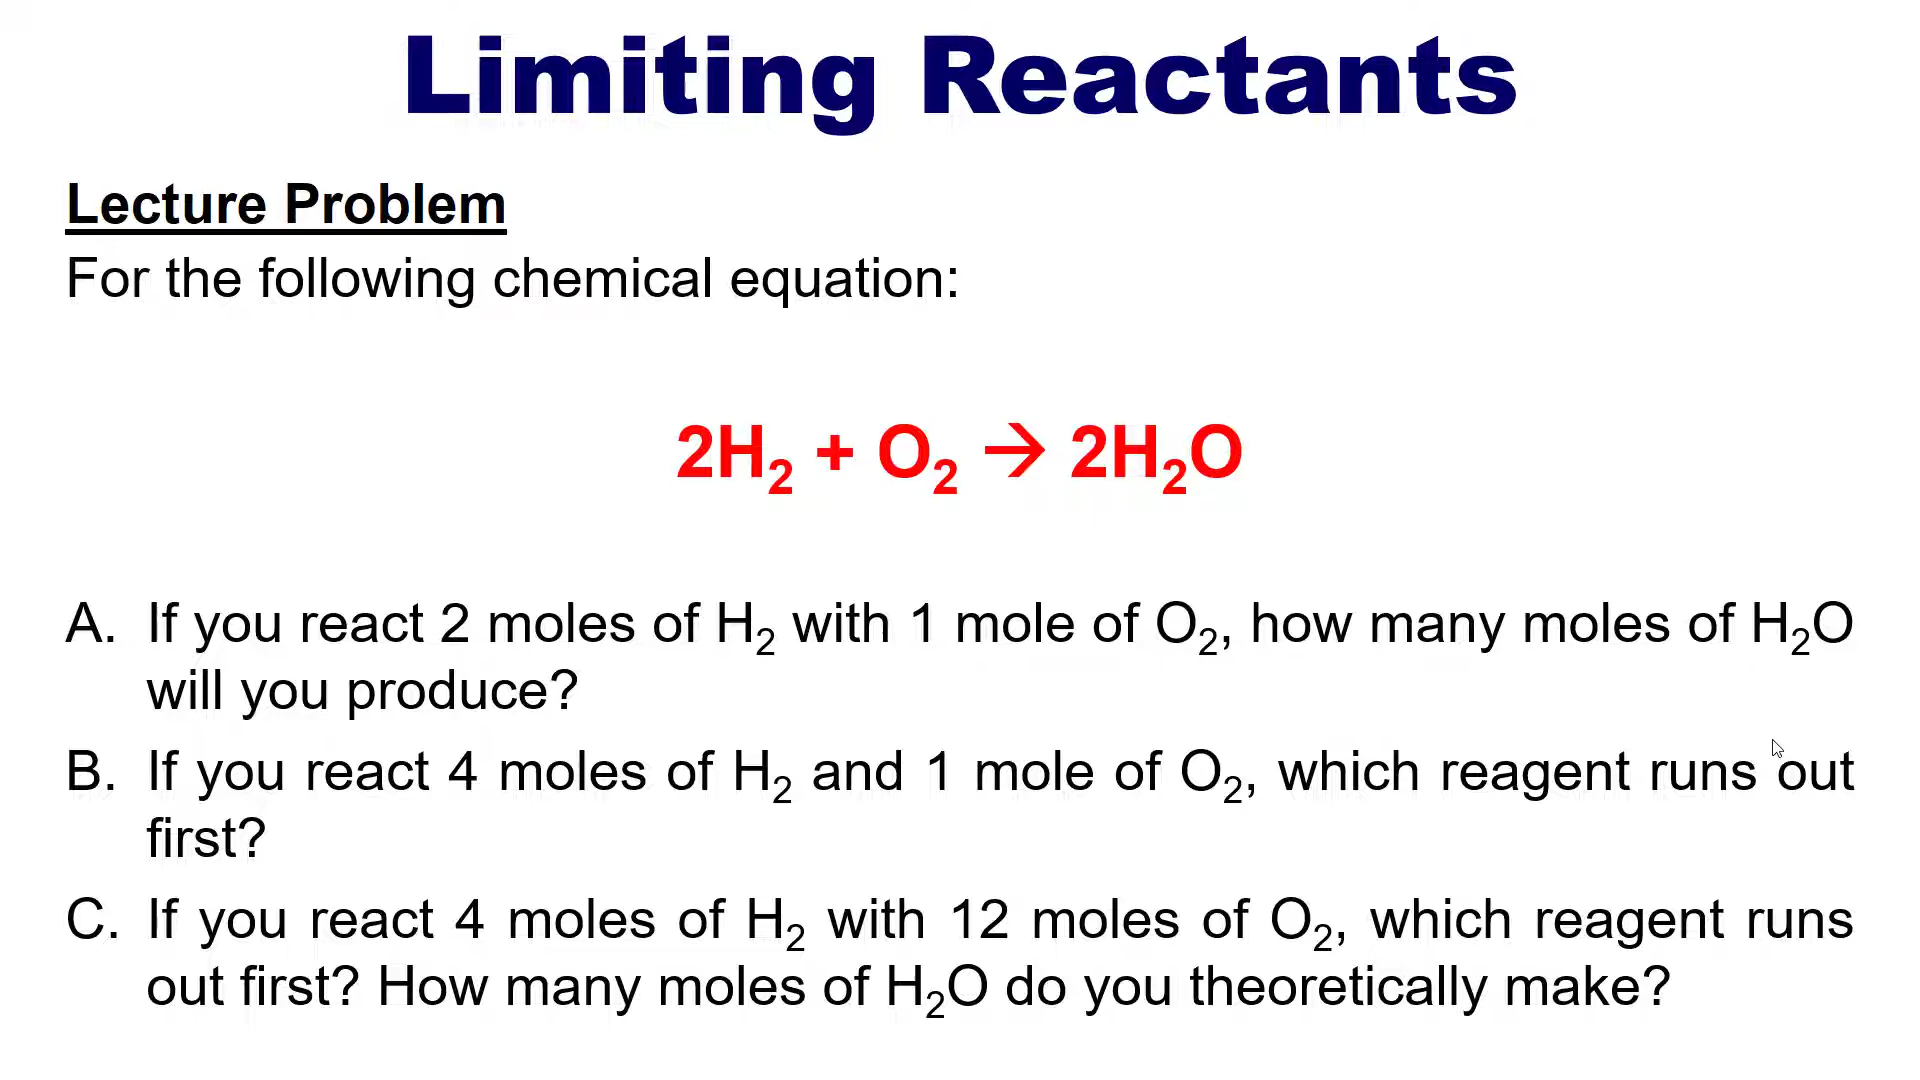 Limiting Reactants
Lecture Problem
For the following chemical equation:
2H₂ + O₂ → 2H₂O
A. If you react 2 moles of H₂ with 1 mole of O₂, how many moles of H₂O
will you produce?
B. If you react 4 moles of H₂ and 1 mole of O₂, which reagent runs out
first?
C. If you react 4 moles of H₂ with 12 moles of O₂, which reagent runs
out first? How many moles of H₂O do you theoretically make?